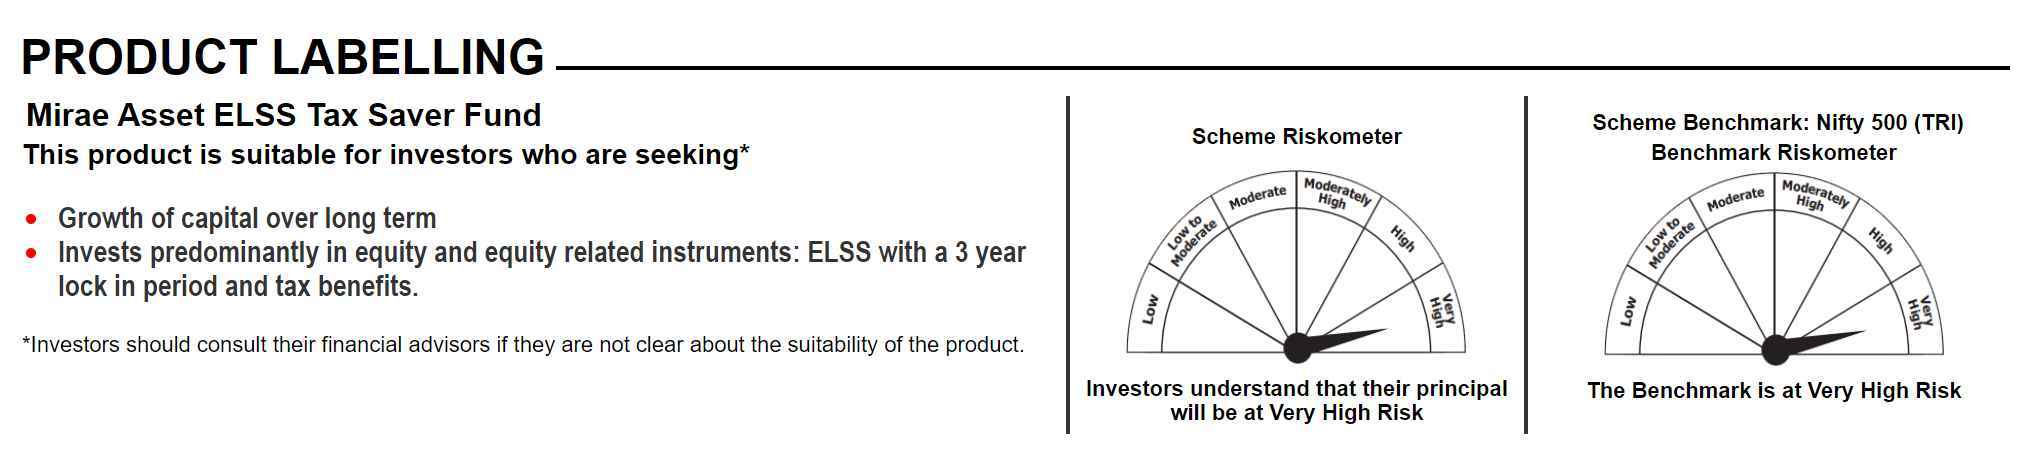 PRODUCT LABELLING
Mirae Asset ELSS Tax Saver Fund
This product is suitable for investors who are seeking*
• Growth of capital over long term
• Invests predominantly in equity and equity related instruments: ELSS with a 3 year
lock in period and tax benefits.
*Investors should consult their financial advisors if they are not clear about the suitability of the product.
Scheme Riskometer
Low
Low to
Moderate
Moderate
Moderately
High
High
Very
High
Investors understand that their principal
will be at Very High Risk
Scheme Benchmark: Nifty 500 (TRI)
Benchmark Riskometer
Low
Low to
Moderate
Moderate
Moderately
High
High
Very
High
The Benchmark is at Very High Risk